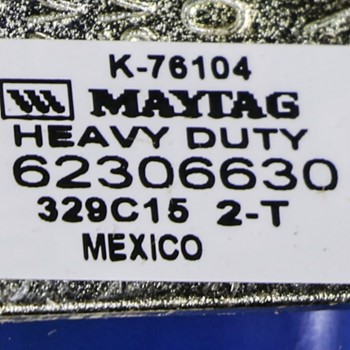 K-76104
MAYTAG
HEAVY DUTY
62306630
329C15 2-T
MEXICO